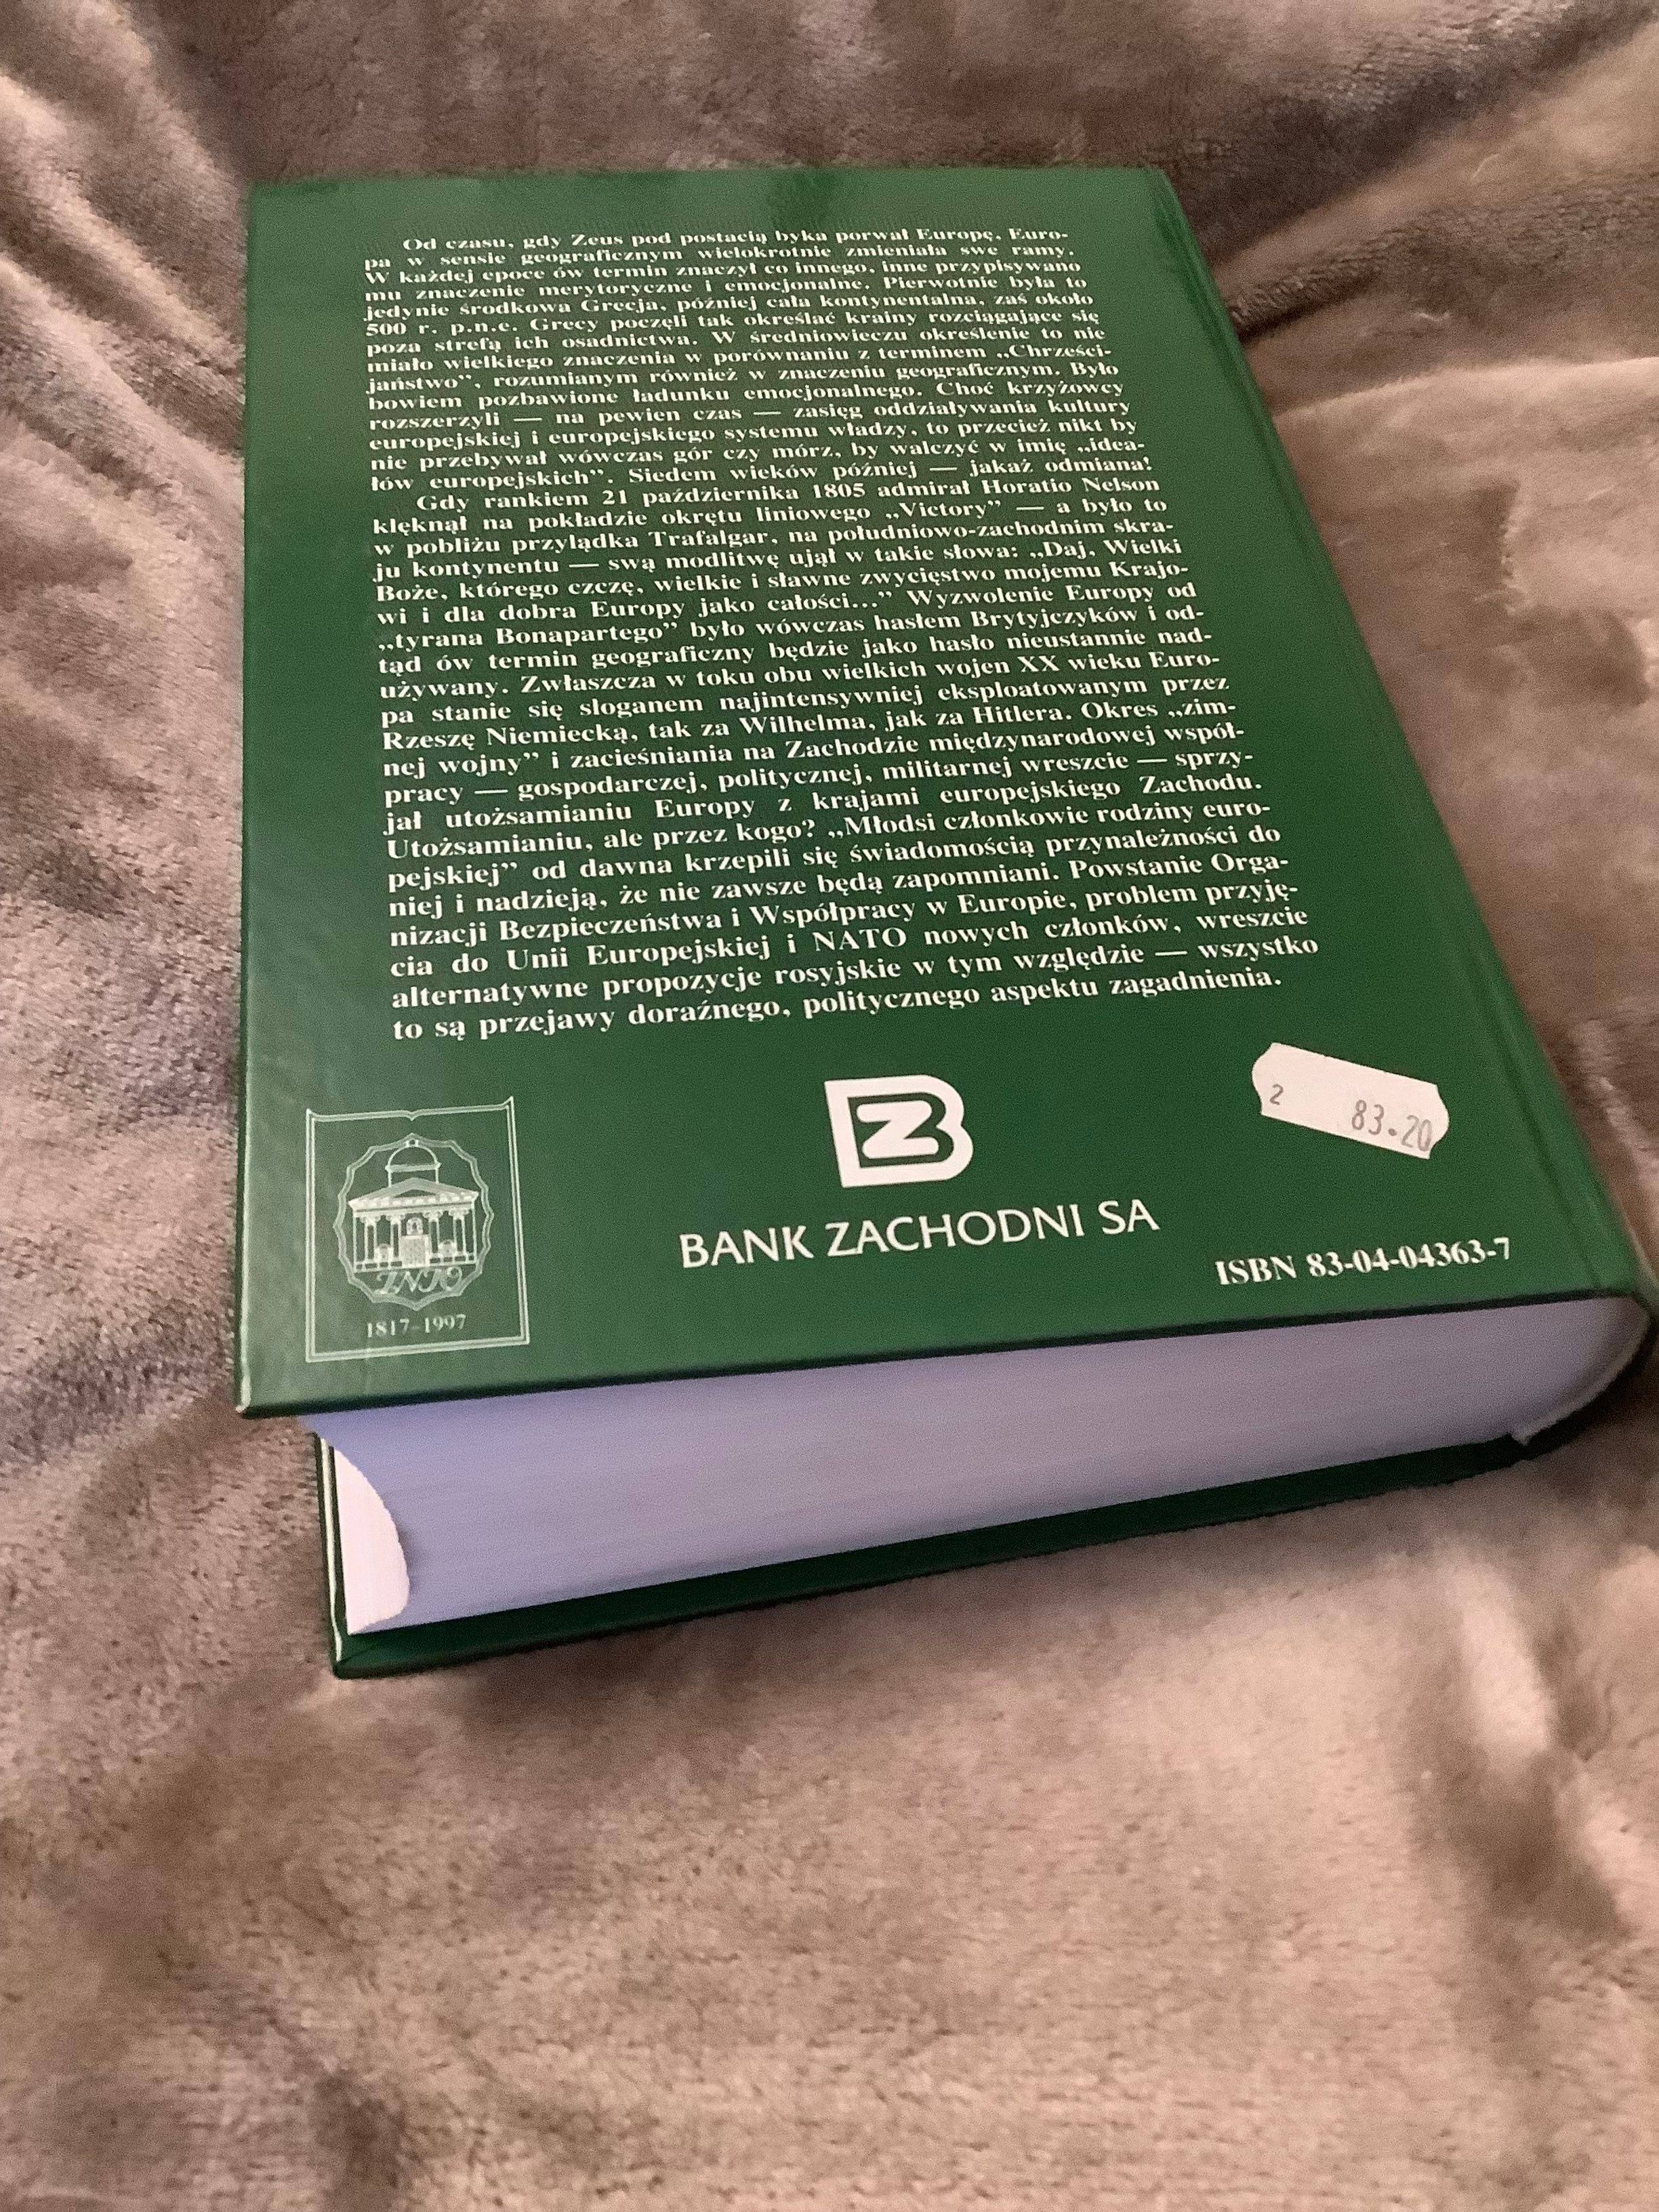 Od czasu, gdy Zeus pod postacią byka porwał Europę, Euro-
pa w sensie geograficznym wielokrotnie zmieniała swe ramy.
W każdej epoce ów termin znaczył co innego, inne przypisywano
mu znaczenie merytoryczne i emocjonalne. Pierwotnie była to
jedynie środkowa Grecja, później cała kontynentalna, zaś około
500 r. p.n.e. Grecy poczęli tak określać krainy rozciągające się
poza strefą ich osadnictwa. W średniowieczu określenie to nie
miało wielkiego znaczenia w porównaniu z terminem „Chrześci-
jaństwo”, rozumianym również w znaczeniu geograficznym. Było
bowiem pozbawione ładunku emocjonalnego. Choć krzyżowcy
rozszerzyli — na pewien czas — zasięg oddziaływania kultury
europejskiej i europejskiego systemu władzy, to przecież nikt by
nie przebywał wówczas gór czy mórz, by walczyć w imię „idea-
łów europejskich”. Siedem wieków później — jakaż odmiana!
Gdy rankiem 21 października 1805 admirał Horatio Nelson
klęknął na pokładzie okrętu liniowego „Victory” — a było to
w pobliżu przylądka Trafalgar, na południowo-zachodnim skra-
ju kontynentu — swą modlitwę ujął w takie słowa: „Daj, Wielki
Boże, którego czczę, wielkie i sławne zwycięstwo mojemu Krajo-
wi i dla dobra Europy jako całości...” Wyzwolenie Europy od
„tyrana Bonapartego” było wówczas hasłem Brytyjczyków i od-
tąd ów termin geograficzny będzie jako hasło nieustannie nad-
używany. Zwłaszcza w toku obu wielkich wojen XX wieku Euro-
pa stanie się sloganem najintensywniej eksploatowanym przez
Rzeszę Niemiecką, tak za Wilhelma, jak za Hitlera. Okres „zim-
nej wojny” i zacieśniania na Zachodzie międzynarodowej współ-
pracy — gospodarczej, politycznej, militarnej wreszcie — sprzy-
jał utożsamianiu Europy z krajami europejskiego Zachodu.
Utożsamianiu, ale przez kogo? „Młodsi członkowie rodziny euro-
pejskiej” od dawna krzepili się świadomością przynależności do
niej i nadzieją, że nie zawsze będą zapomniani. Powstanie Orga-
nizacji Bezpieczeństwa i Współpracy w Europie, problem przyję-
cia do Unii Europejskiej i NATO nowych członków, wreszcie
alternatywne propozycje rosyjskie w tym względzie — wszystko
to są przejawy doraźnego, politycznego aspektu zagadnienia.
2 83.20
BZ
BANK ZACHODNI SA
ZNIO
1817-1997
ISBN 83-04-04363-7